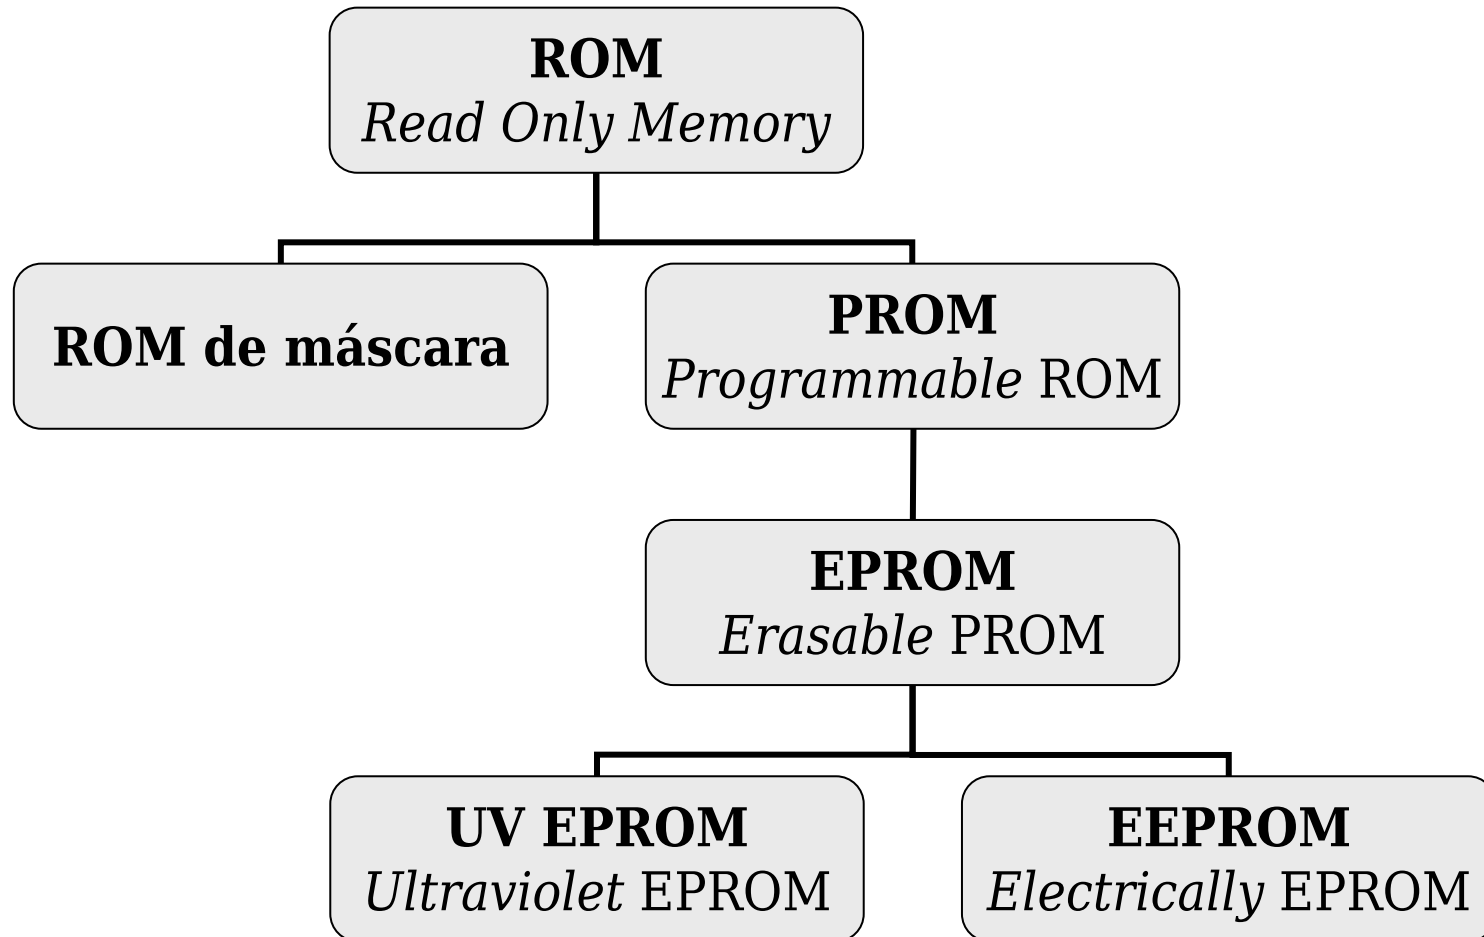 ROM
Read Only Memory
ROM de máscara
PROM
Programmable ROM
EPROM
Erasable PROM
UV EPROM
Ultraviolet EPROM
EEPROM
Electrically EPROM